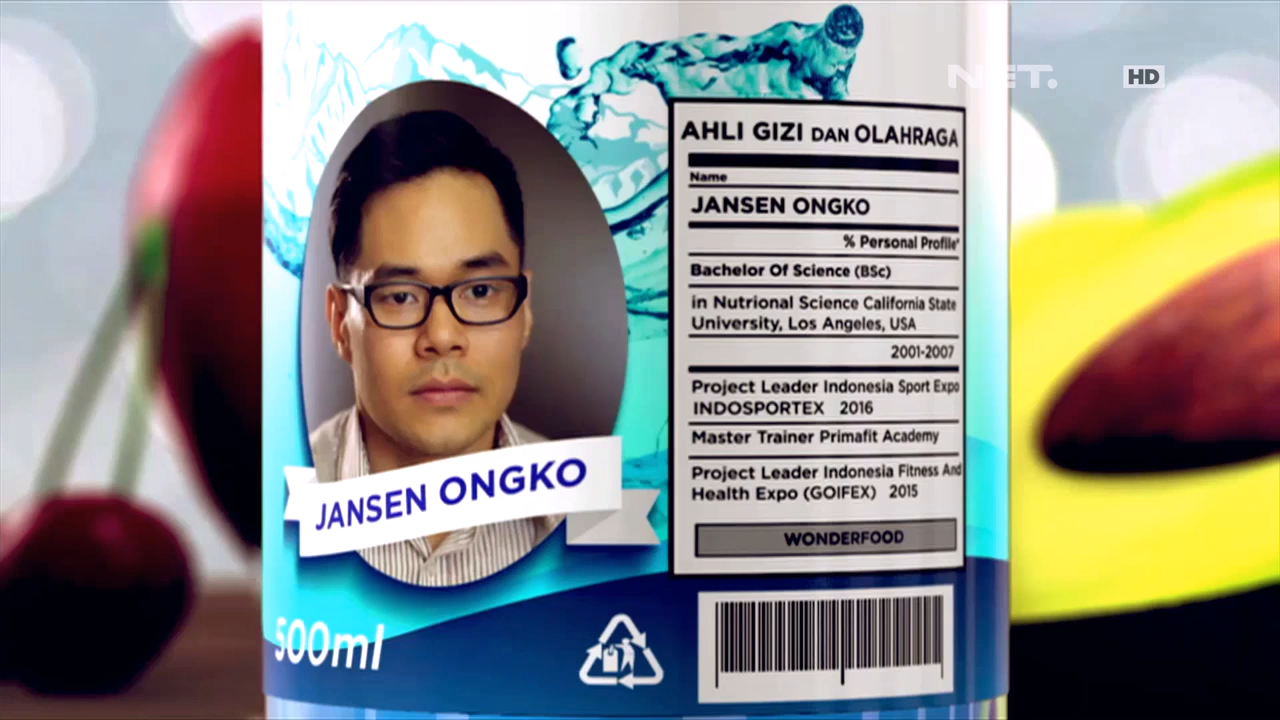 NET.
HD
AHLI GIZI DAN OLAHRAGA
Name
JANSEN ONGKO
% Personal Profile*
Bachelor Of Science (BSc)
in Nutrional Science California State
University, Los Angeles, USA
2001-2007
Project Leader Indonesia Sport Expo
INDOSPORTEX 2016
Master Trainer Primafit Academy
Project Leader Indonesia Fitness And
Health Expo (GOIFEX) 2015
WONDERFOOD
JANSEN ONGKO
500ml